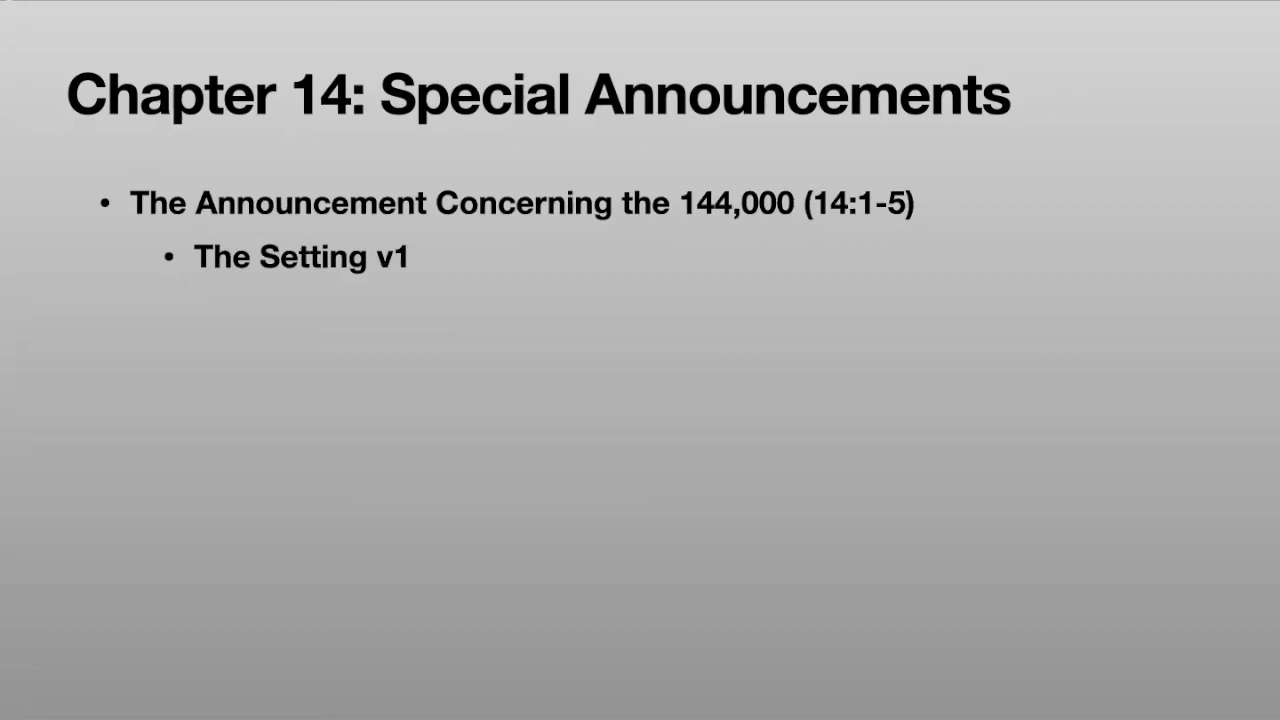 Chapter 14: Special Announcements
• The Announcement Concerning the 144,000 (14:1-5)
• The Setting v1